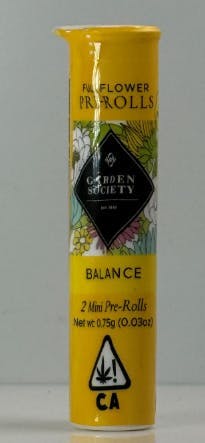 FULL FLOWER
PRE-ROLLS
GARDEN
SOCIETY
BALANCE
2 Mini Pre-Rolls
Net wt: 0.75g (0.03oz)
!
CA